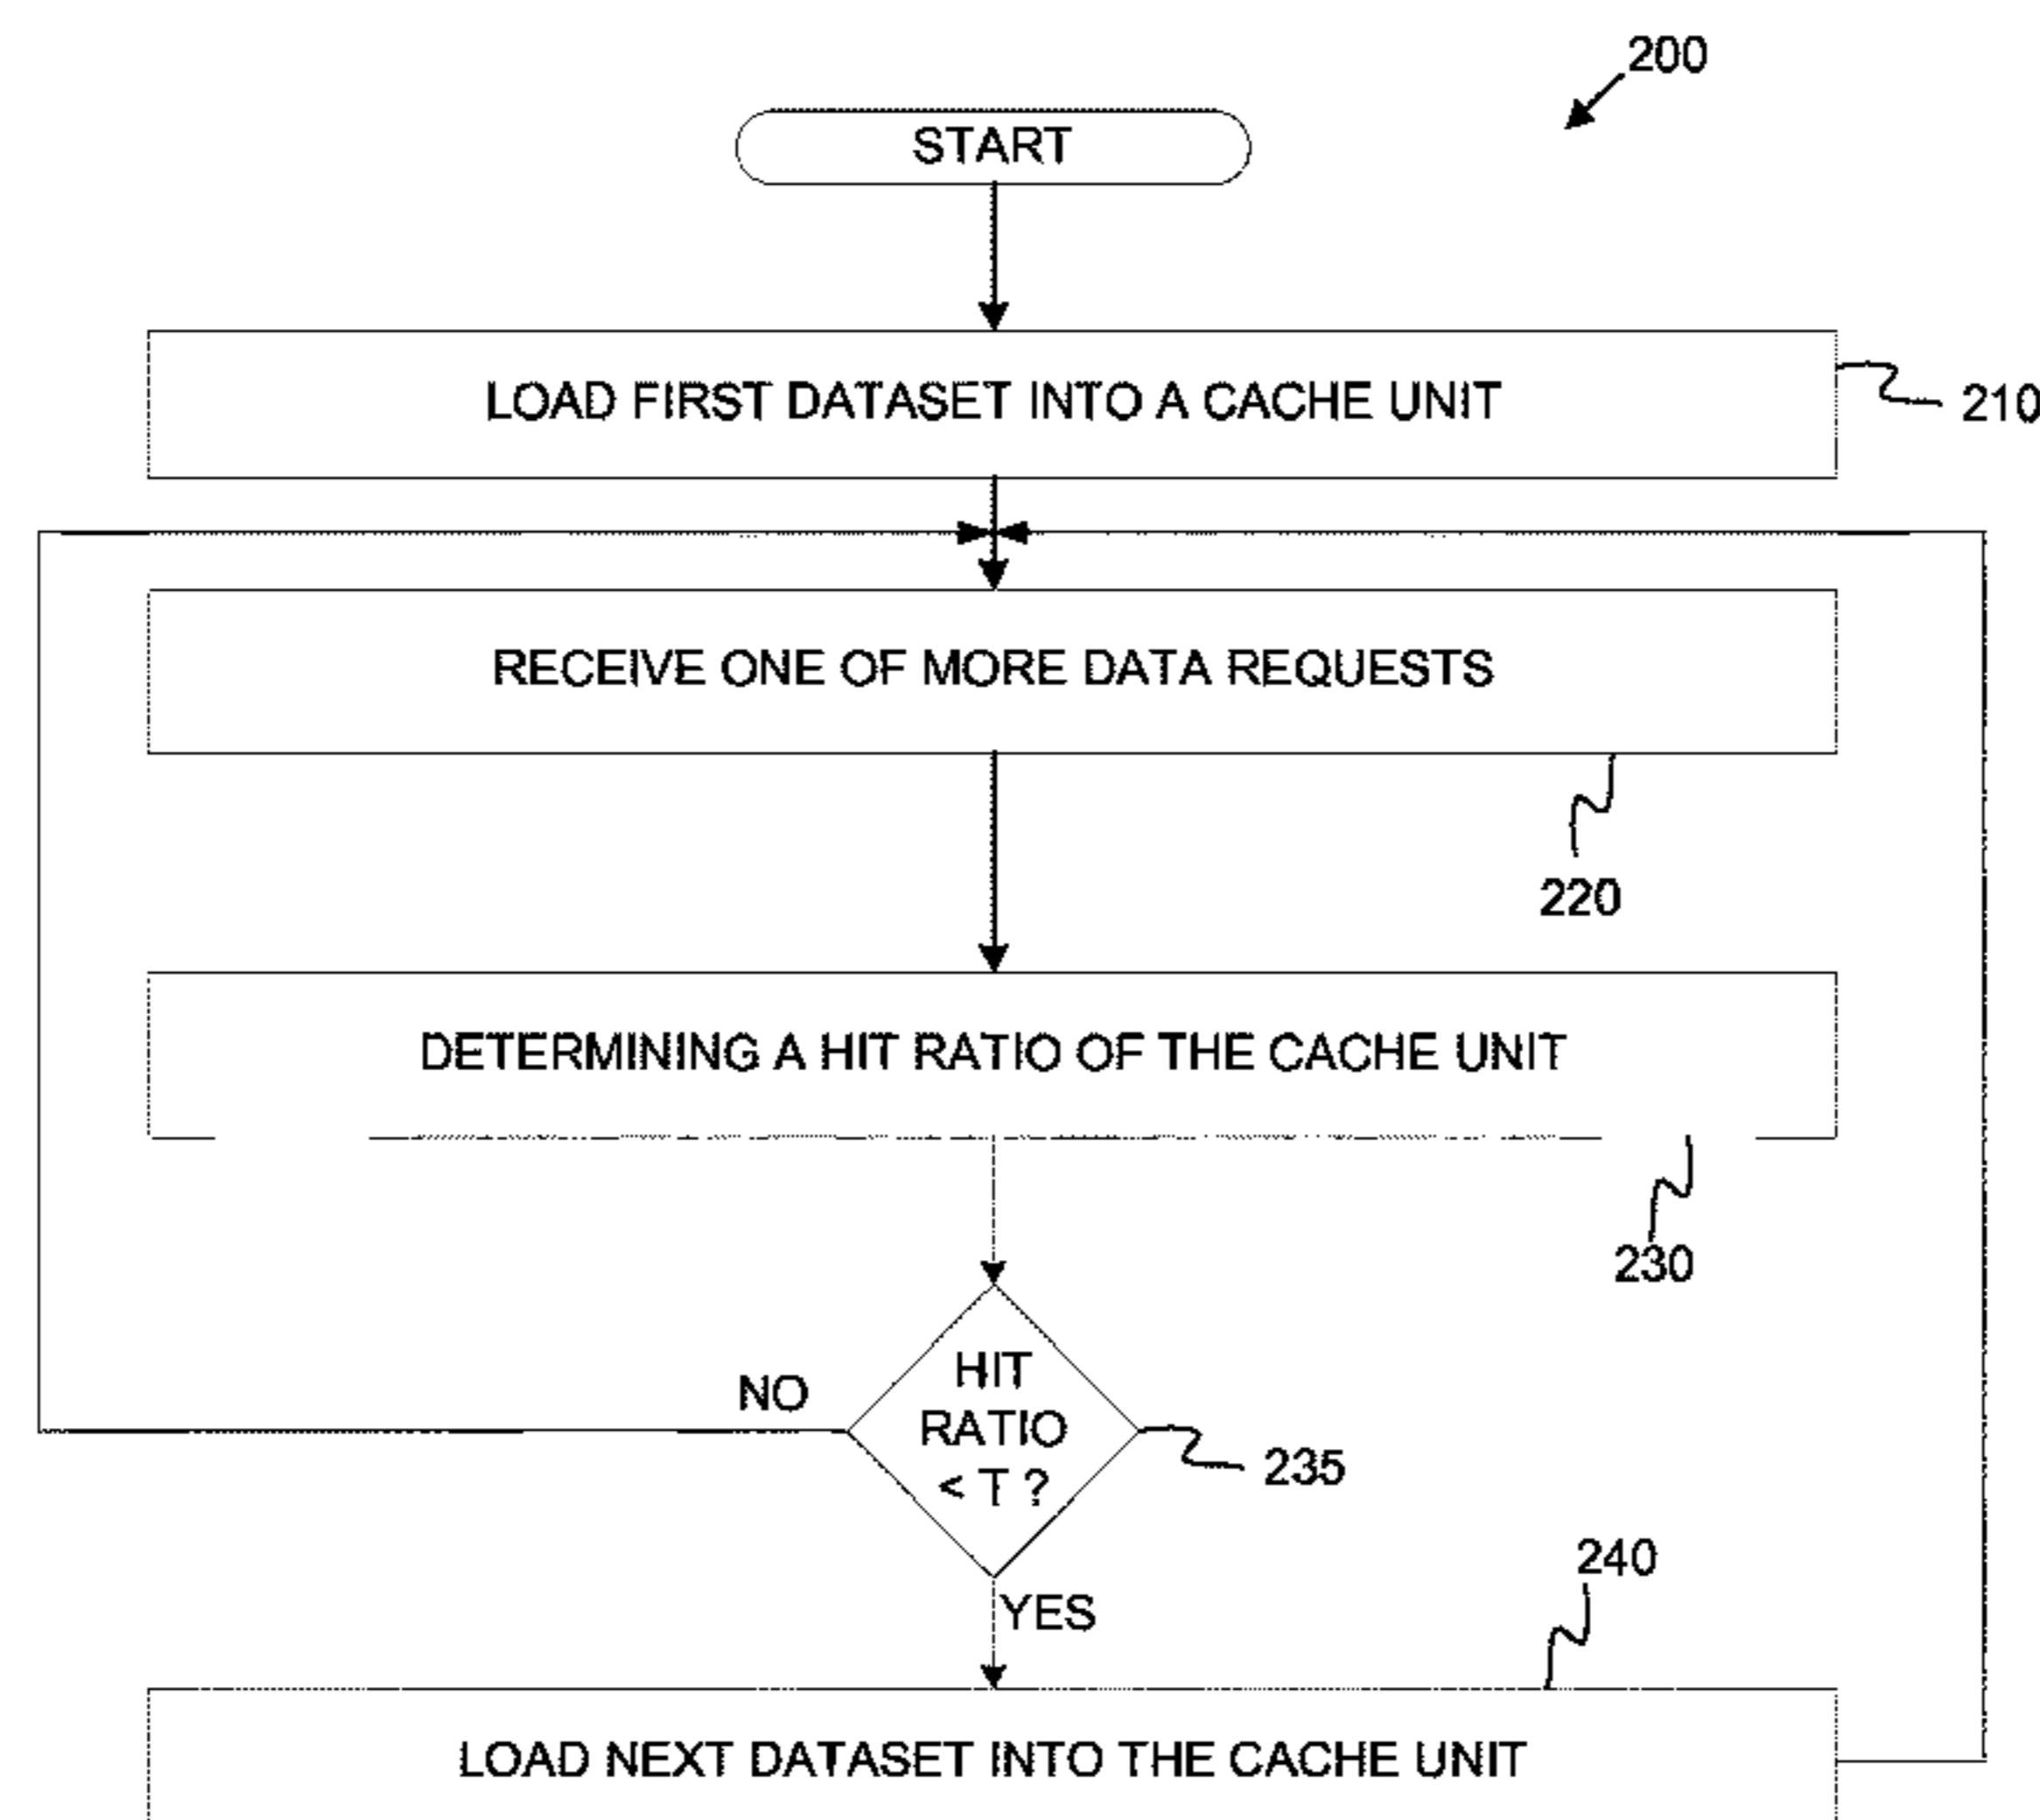 200
START
LOAD FIRST DATASET INTO A CACHE UNIT
210
RECEIVE ONE OF MORE DATA REQUESTS
220
DETERMINING A HIT RATIO OF THE CACHE UNIT
230
HIT
RATIO
< T ?
NO
235
YES
240
LOAD NEXT DATASET INTO THE CACHE UNIT